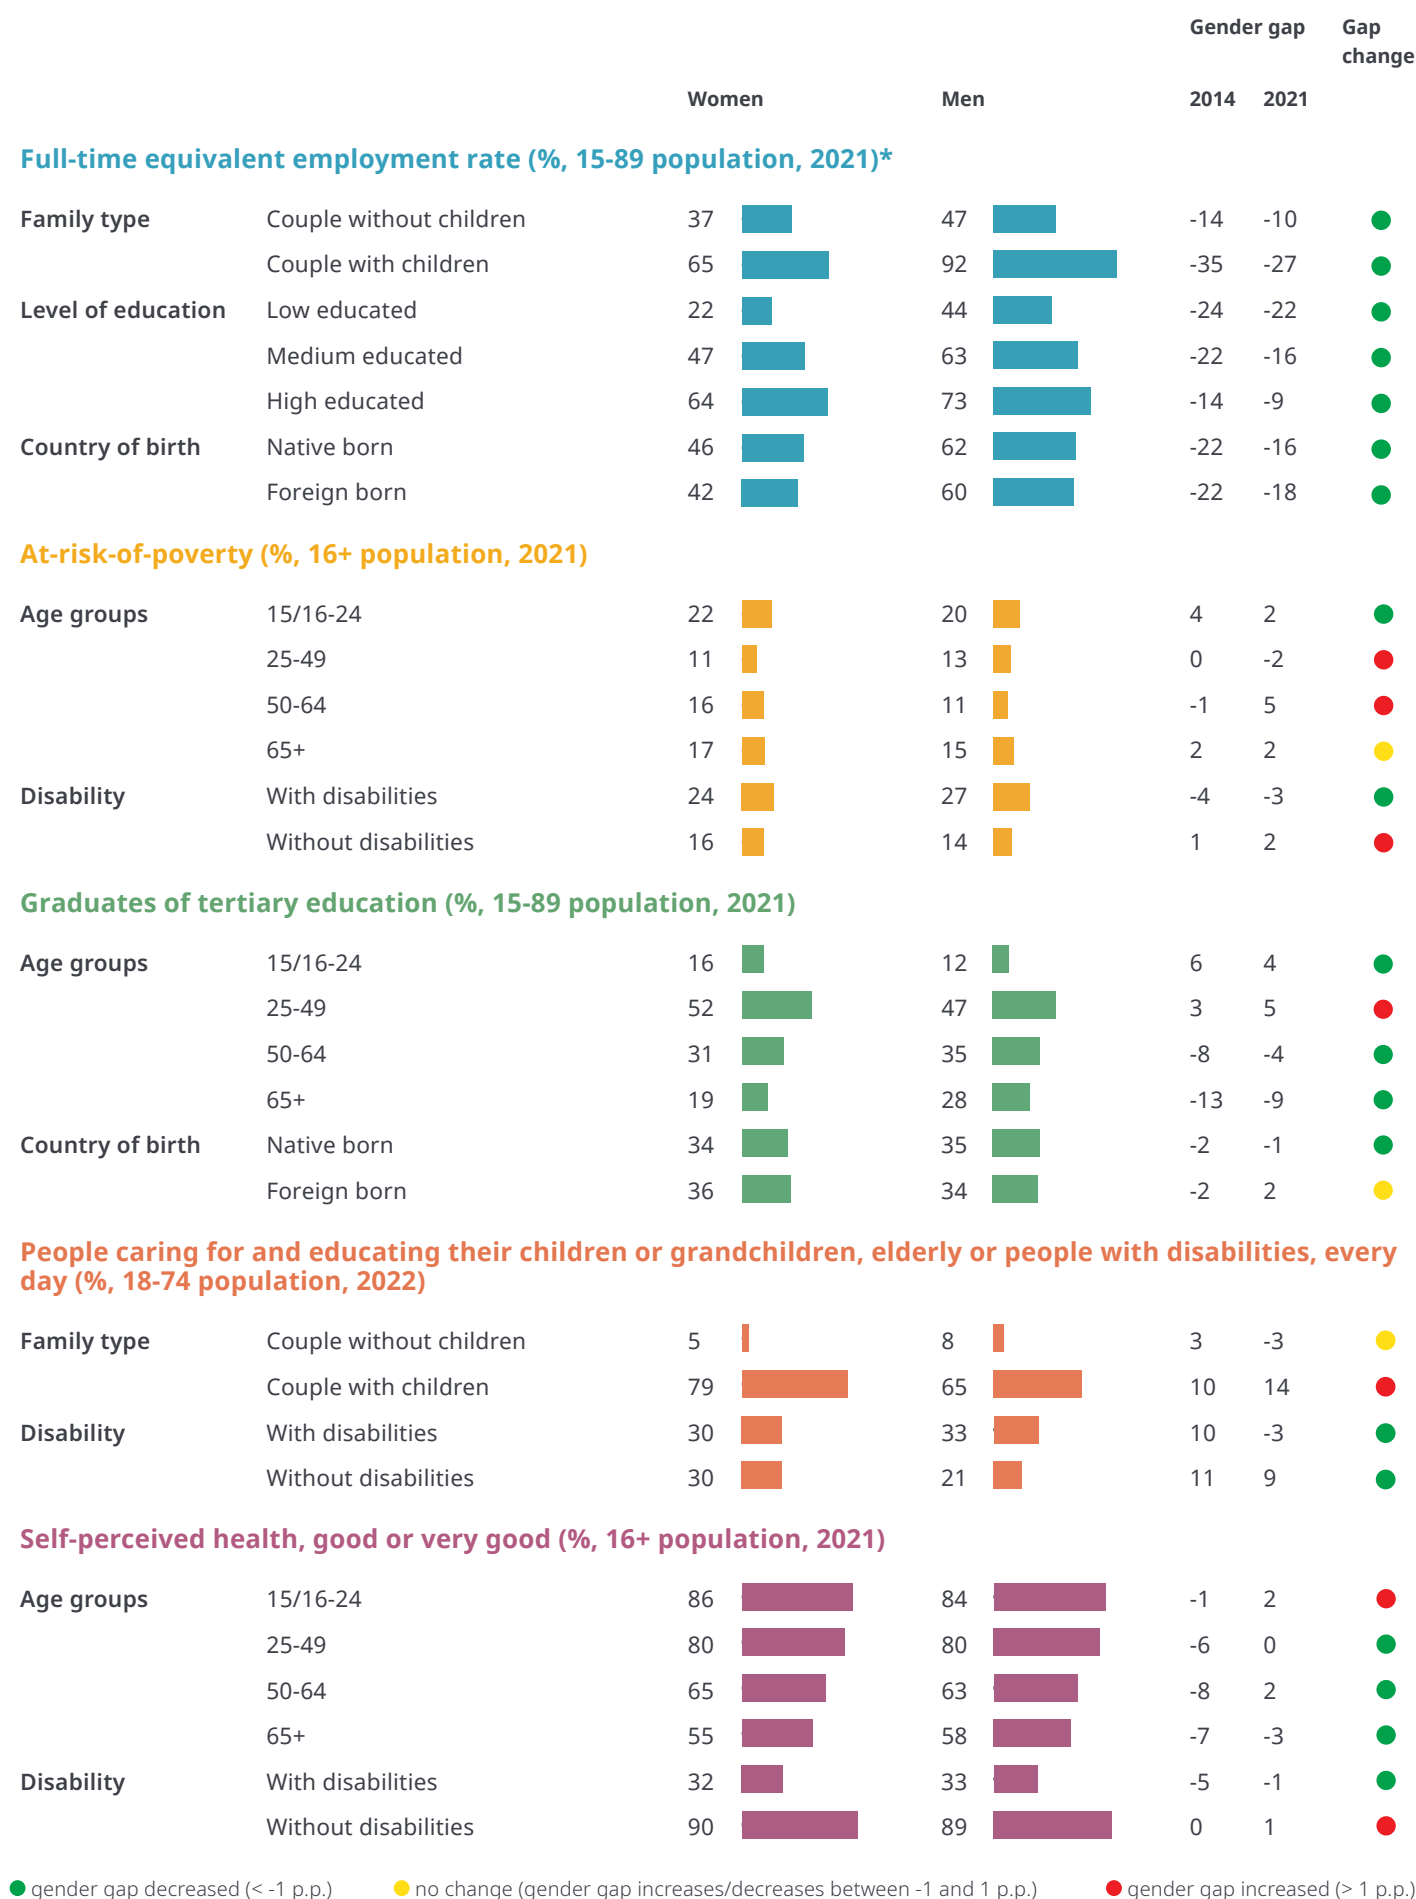 Gender gap Gap
change
Women Men 2014 2021
Full-time equivalent employment rate (%, 15-89 population, 2021)*
Family type Couple without children 37 47 -14 -10
Couple with children 65 92 -35 -27
Level of education Low educated 22 44 -24 -22
Medium educated 47 63 -22 -16
High educated 64 73 -14 -9
Country of birth Native born 46 62 -22 -16
Foreign born 42 60 -22 -18
At-risk-of-poverty (%, 16+ population, 2021)
Age groups 15/16-24 22 20 4 2
25-49 11 13 0 -2
50-64 16 11 -1 5
65+ 17 15 2 2
Disability With disabilities 24 27 -4 -3
Without disabilities 16 14 1 2
Graduates of tertiary education (%, 15-89 population, 2021)
Age groups 15/16-24 16 12 6 4
25-49 52 47 3 5
50-64 31 35 -8 -4
65+ 19 28 -13 -9
Country of birth Native born 34 35 -2 -1
Foreign born 36 34 -2 2
People caring for and educating their children or grandchildren, elderly or people with disabilities, every
day (%, 18-74 population, 2022)
Family type Couple without children 5 8 3 -3
Couple with children 79 65 10 14
Disability With disabilities 30 33 10 -3
Without disabilities 30 21 11 9
Self-perceived health, good or very good (%, 16+ population, 2021)
Age groups 15/16-24 86 84 -1 2
25-49 80 80 -6 0
50-64 65 63 -8 2
65+ 55 58 -7 -3
Disability With disabilities 32 33 -5 -1
Without disabilities 90 89 0 1
gender gap decreased (< -1 p.p.) no change (gender gap increases/decreases between -1 and 1 p.p.) gender gap increased (> 1 p.p.)